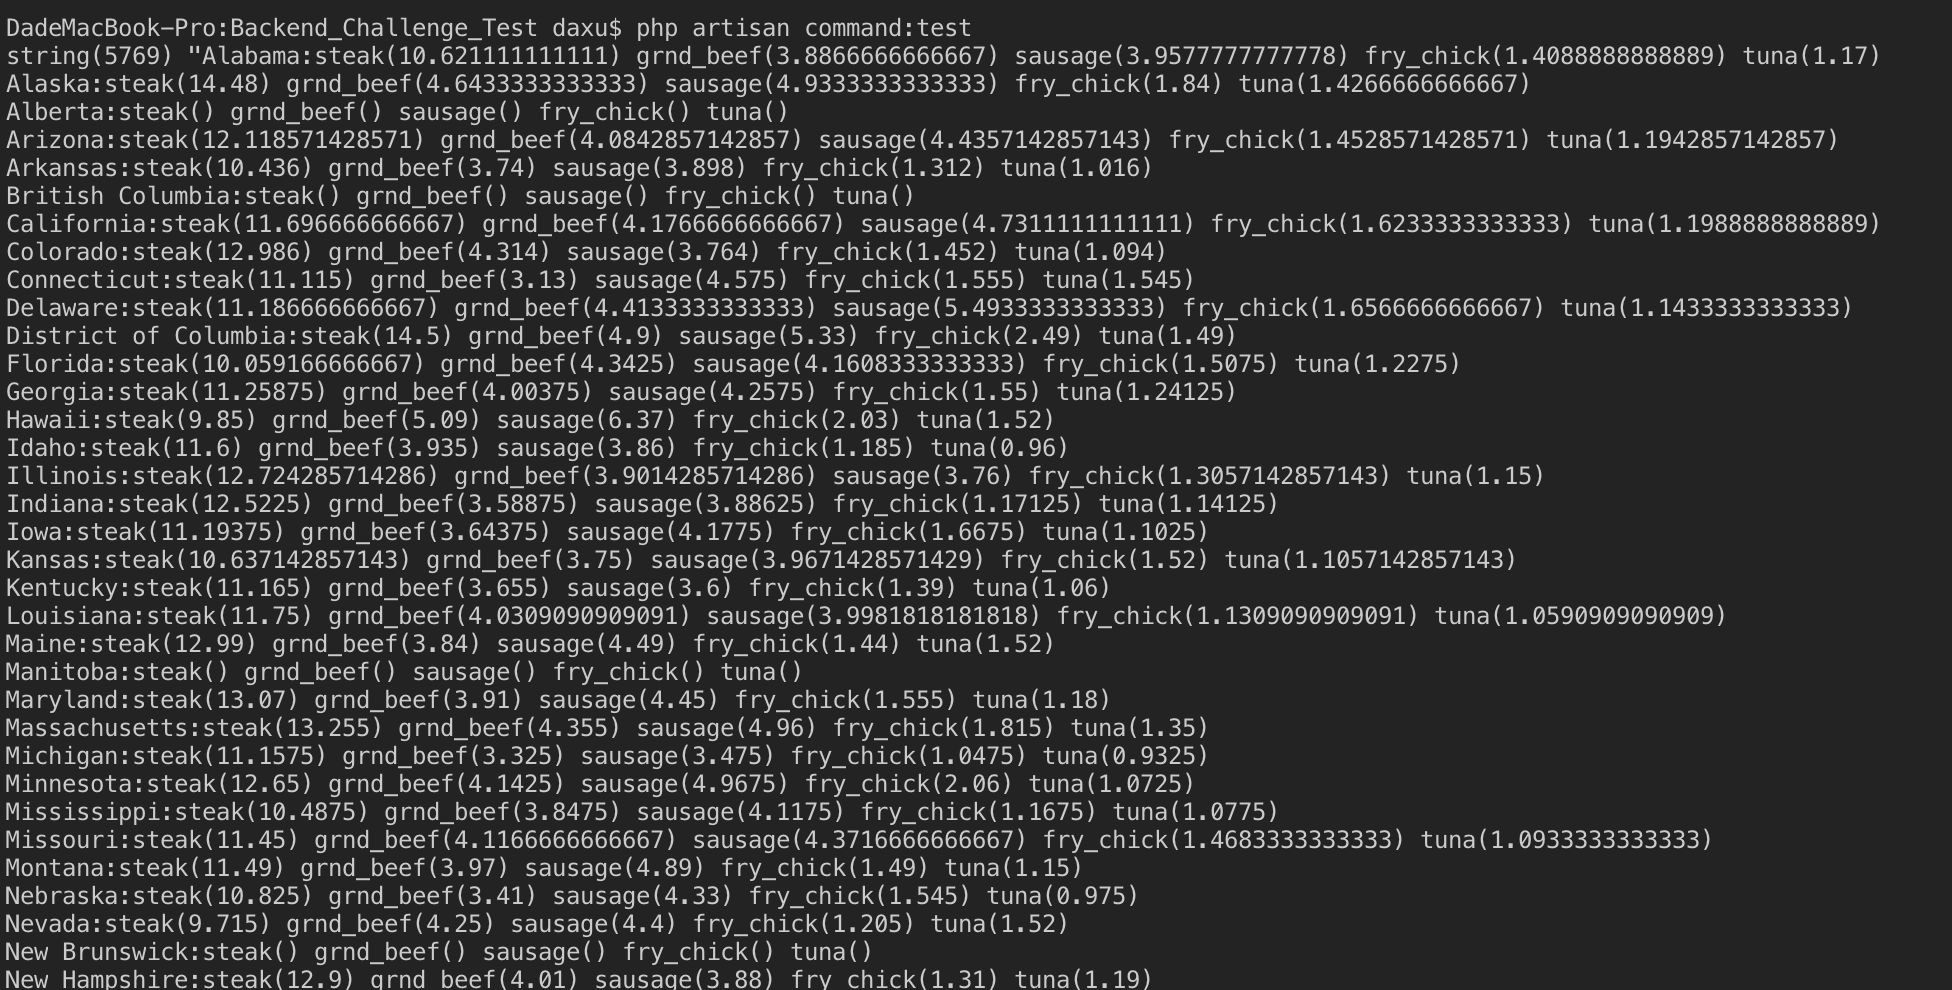 DadeMacBook-Pro:Backend_Challenge_Test daxu$ php artisan command:test
string(5769) "Alabama:steak(10.621111111111) grnd_beef(3.8866666666667) sausage(3.9577777777778) fry_chick(1.4088888888889) tuna(1.17)
Alaska:steak(14.48) grnd_beef(4.6433333333333) sausage(4.9333333333333) fry_chick(1.84) tuna(1.4266666666667)
Alberta:steak() grnd_beef() sausage() fry_chick() tuna()
Arizona:steak(12.118571428571) grnd_beef(4.0842857142857) sausage(4.4357142857143) fry_chick(1.4528571428571) tuna(1.1942857142857)
Arkansas:steak(10.436) grnd_beef(3.74) sausage(3.898) fry_chick(1.312) tuna(1.016)
British Columbia:steak() grnd_beef() sausage() fry_chick() tuna()
California:steak(11.696666666667) grnd_beef(4.1766666666667) sausage(4.7311111111111) fry_chick(1.6233333333333) tuna(1.1988888888889)
Colorado:steak(12.986) grnd_beef(4.314) sausage(3.764) fry_chick(1.452) tuna(1.094)
Connecticut:steak(11.115) grnd_beef(3.13) sausage(4.575) fry_chick(1.555) tuna(1.545)
Delaware:steak(11.186666666667) grnd_beef(4.4133333333333) sausage(5.4933333333333) fry_chick(1.6566666666667) tuna(1.1433333333333)
District of Columbia:steak(14.5) grnd_beef(4.9) sausage(5.33) fry_chick(2.49) tuna(1.49)
Florida:steak(10.059166666667) grnd_beef(4.3425) sausage(4.1608333333333) fry_chick(1.5075) tuna(1.2275)
Georgia:steak(11.25875) grnd_beef(4.00375) sausage(4.2575) fry_chick(1.55) tuna(1.24125)
Hawaii:steak(9.85) grnd_beef(5.09) sausage(6.37) fry_chick(2.03) tuna(1.52)
Idaho:steak(11.6) grnd_beef(3.935) sausage(3.86) fry_chick(1.185) tuna(0.96)
Illinois:steak(12.724285714286) grnd_beef(3.9014285714286) sausage(3.76) fry_chick(1.3057142857143) tuna(1.15)
Indiana:steak(12.5225) grnd_beef(3.58875) sausage(3.88625) fry_chick(1.17125) tuna(1.14125)
Iowa:steak(11.19375) grnd_beef(3.64375) sausage(4.1775) fry_chick(1.6675) tuna(1.1025)
Kansas:steak(10.637142857143) grnd_beef(3.75) sausage(3.9671428571429) fry_chick(1.52) tuna(1.1057142857143)
Kentucky:steak(11.165) grnd_beef(3.655) sausage(3.6) fry_chick(1.39) tuna(1.06)
Louisiana:steak(11.75) grnd_beef(4.0309090909091) sausage(3.9981818181818) fry_chick(1.1309090909091) tuna(1.0590909090909)
Maine:steak(12.99) grnd_beef(3.84) sausage(4.49) fry_chick(1.44) tuna(1.52)
Manitoba:steak() grnd_beef() sausage() fry_chick() tuna()
Maryland:steak(13.07) grnd_beef(3.91) sausage(4.45) fry_chick(1.555) tuna(1.18)
Massachusetts:steak(13.255) grnd_beef(4.355) sausage(4.96) fry_chick(1.815) tuna(1.35)
Michigan:steak(11.1575) grnd_beef(3.325) sausage(3.475) fry_chick(1.0475) tuna(0.9325)
Minnesota:steak(12.65) grnd_beef(4.1425) sausage(4.9675) fry_chick(2.06) tuna(1.0725)
Mississippi:steak(10.4875) grnd_beef(3.8475) sausage(4.1175) fry_chick(1.1675) tuna(1.0775)
Missouri:steak(11.45) grnd_beef(4.1166666666667) sausage(4.3716666666667) fry_chick(1.4683333333333) tuna(1.0933333333333)
Montana:steak(11.49) grnd_beef(3.97) sausage(4.89) fry_chick(1.49) tuna(1.15)
Nebraska:steak(10.825) grnd_beef(3.41) sausage(4.33) fry_chick(1.545) tuna(0.975)
Nevada:steak(9.715) grnd_beef(4.25) sausage(4.4) fry_chick(1.205) tuna(1.52)
New Brunswick:steak() grnd_beef() sausage() fry_chick() tuna()
New Hampshire:steak(12.9) grnd_beef(4.01) sausage(3.88) fry_chick(1.31) tuna(1.19)